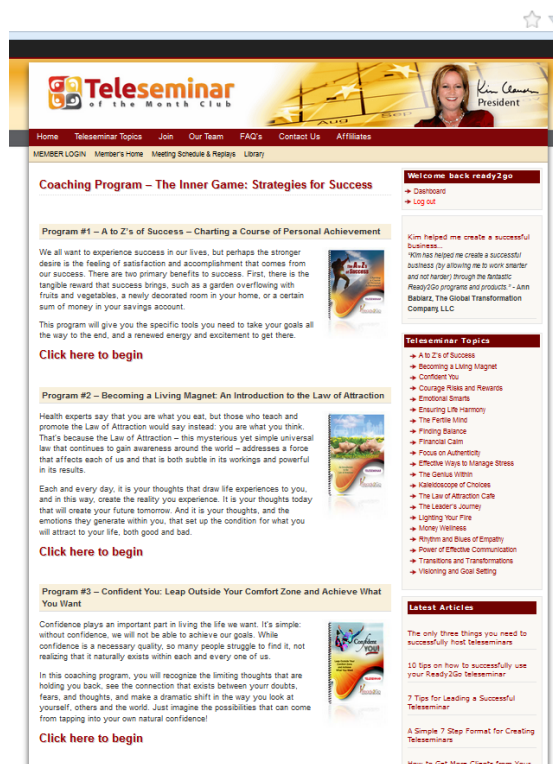 Teleseminar
of the Month Club
Aug
Sep
Kim Clausen
President
Home Teleseminar Topics Join Our Team FAQ's Contact Us Affiliates
MEMBER LOGIN Member's Home Meeting Schedule & Replays Library
Coaching Program – The Inner Game: Strategies for Success
Program #1 – A to Z's of Success – Charting a Course of Personal Achievement
We all want to experience success in our lives, but perhaps the stronger
desire is the feeling of satisfaction and accomplishment that comes from
our success. There are two primary benefits to success. First, there is the
tangible reward that success brings, such as a garden overflowing with
fruits and vegetables, a newly decorated room in your home, or a certain
sum of money in your savings account.
This program will give you the specific tools you need to take your goals all
the way to the end, and a renewed energy and excitement to get there.
Click here to begin
Program #2 – Becoming a Living Magnet: An Introduction to the Law of Attraction
Health experts say that you are what you eat, but those who teach and
promote the Law of Attraction would say instead: you are what you think.
That's because the Law of Attraction – this mysterious yet simple universal
law that continues to gain awareness around the world – addresses a force
that affects each of us and that is both subtle in its workings and powerful
in its results.
Each and every day, it is your thoughts that draw life experiences to you,
and in this way, create the reality you experience. It is your thoughts today
that will create your future tomorrow. And it is your thoughts, and the
emotions they generate within you, that set up the condition for what you
will attract to your life, both good and bad.
Click here to begin
Program #3 – Confident You: Leap Outside Your Comfort Zone and Achieve What
You Want
Confidence plays an important part in living the life we want. It's simple:
without confidence, we will not be able to achieve our goals. While
confidence is a necessary quality, so many people struggle to find it, not
realizing that it naturally exists within each and every one of us.
In this coaching program, you will recognize the limiting thoughts that are
holding you back, see the connection that exists between yourr doubts,
fears, and thoughts, and make a dramatic shift in the way you look at
yourself, others and the world. Just imagine the possibilities that can come
from tapping into your own natural confidence!
Click here to begin
Confident
YOU!
Welcome back ready2go
Dashboard
Log out
Kim helped me create a successful
business...
"Kim has helped me create a successful
business (by allowing me to work smarter
and not harder) through the fantastic
Ready2Go programs and products." - Ann
Babiarz, The Global Transformation
Company, LLC
Teleseminar Topics
A to Z's of Success
Becoming a Living Magnet
Confident You
Courage Risks and Rewards
Emotional Smarts
Ensuring Life Harmony
The Fertile Mind
Finding Balance
Financial Calm
Focus on Authenticity
Effective Ways to Manage Stress
The Genius Within
Kaleidoscope of Choices
The Law of Attraction Cafe
The Leader's Journey
Lighting Your Fire
Money Wellness
Rhythm and Blues of Empathy
Power of Effective Communication
Transitions and Transformations
Visioning and Goal Setting
Latest Articles
The only three things you need to
successfully host teleseminars
10 tips on how to successfully use
your Ready2Go teleseminar
7 Tips for Leading a Successful
Teleseminar
A Simple 7 Step Format for Creating
Teleseminars
How to Get More Clients from Your